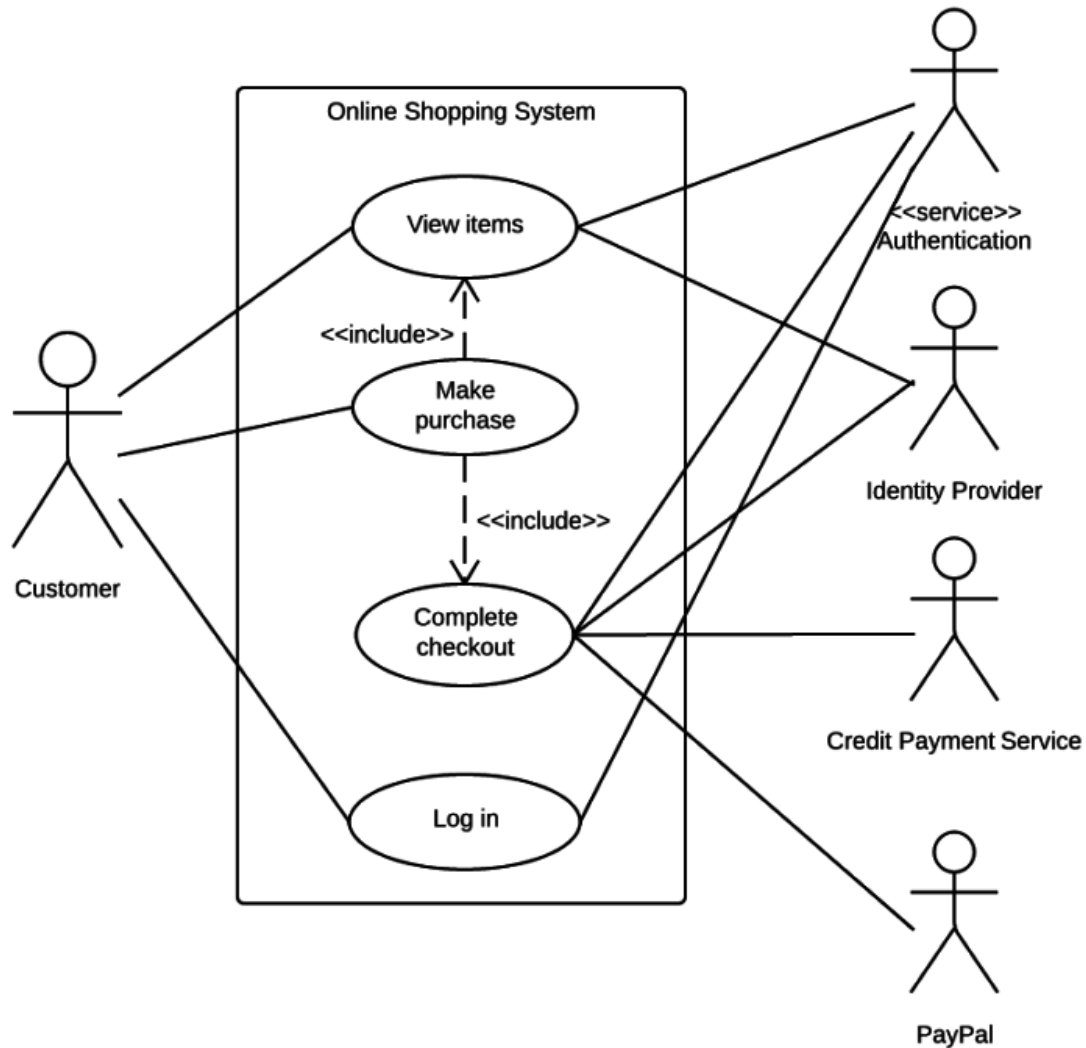 Online Shopping System
View items
<<service>>
Authentication
<<include>>
Make
purchase
Identity Provider
<<include>>
Customer
Complete
checkout
Credit Payment Service
Log in
PayPal